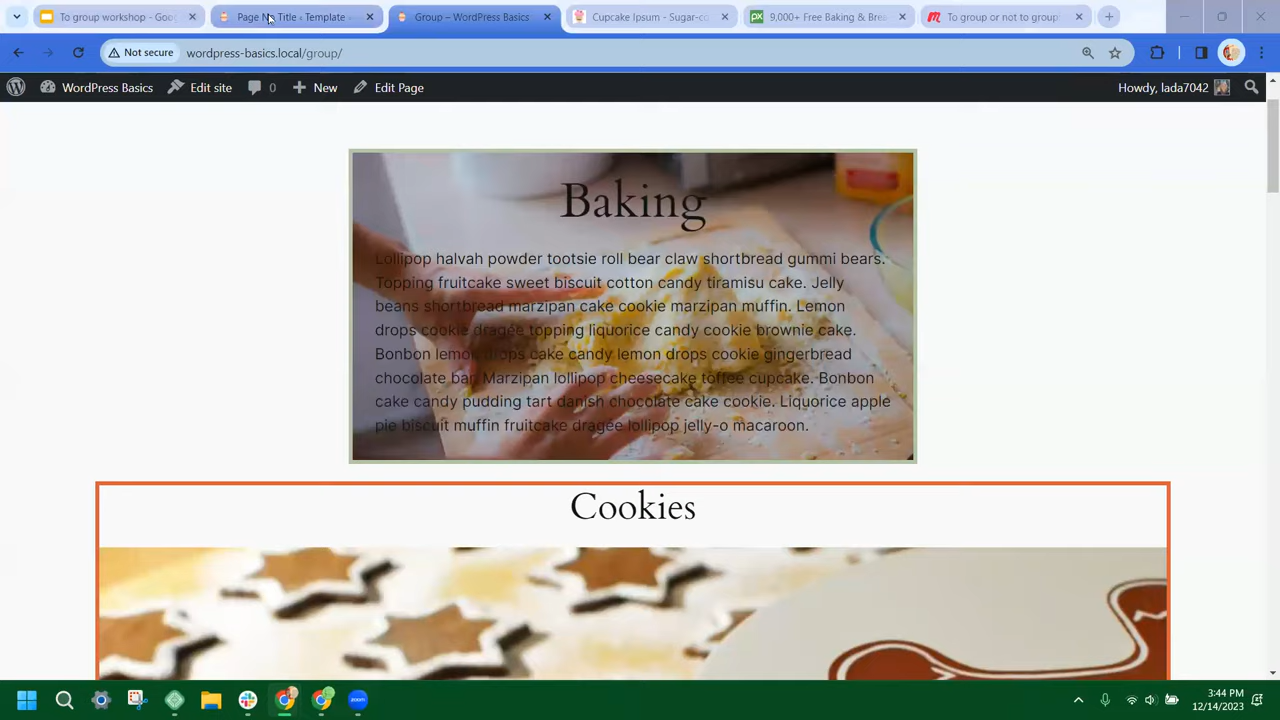 To group workshop - Goo
Page No Title ‹ Template
Group – WordPress Basics
Cupcake Ipsum - Sugar-co
9,000+ Free Baking & Brea
To group or not to group
Not secure
wordpress-basics.local/group/
WordPress Basics
Edit site
0
New
Edit Page
Howdy, lada7042
Baking
Lollipop halvah powder tootsie roll bear claw shortbread gummi bears.
Topping fruitcake sweet biscuit cotton candy tiramisu cake. Jelly
beans shortbread marzipan cake cookie marzipan muffin. Lemon
drops cookie dragée topping liquorice candy cookie brownie cake.
Bonbon lemon drops cake candy lemon drops cookie gingerbread
chocolate bar. Marzipan lollipop cheesecake toffee cupcake. Bonbon
cake candy pudding tart danish chocolate cake cookie. Liquorice apple
pie biscuit muffin fruitcake dragée lollipop jelly-o macaroon.
Cookies
zoom
3:44 PM
12/14/2023